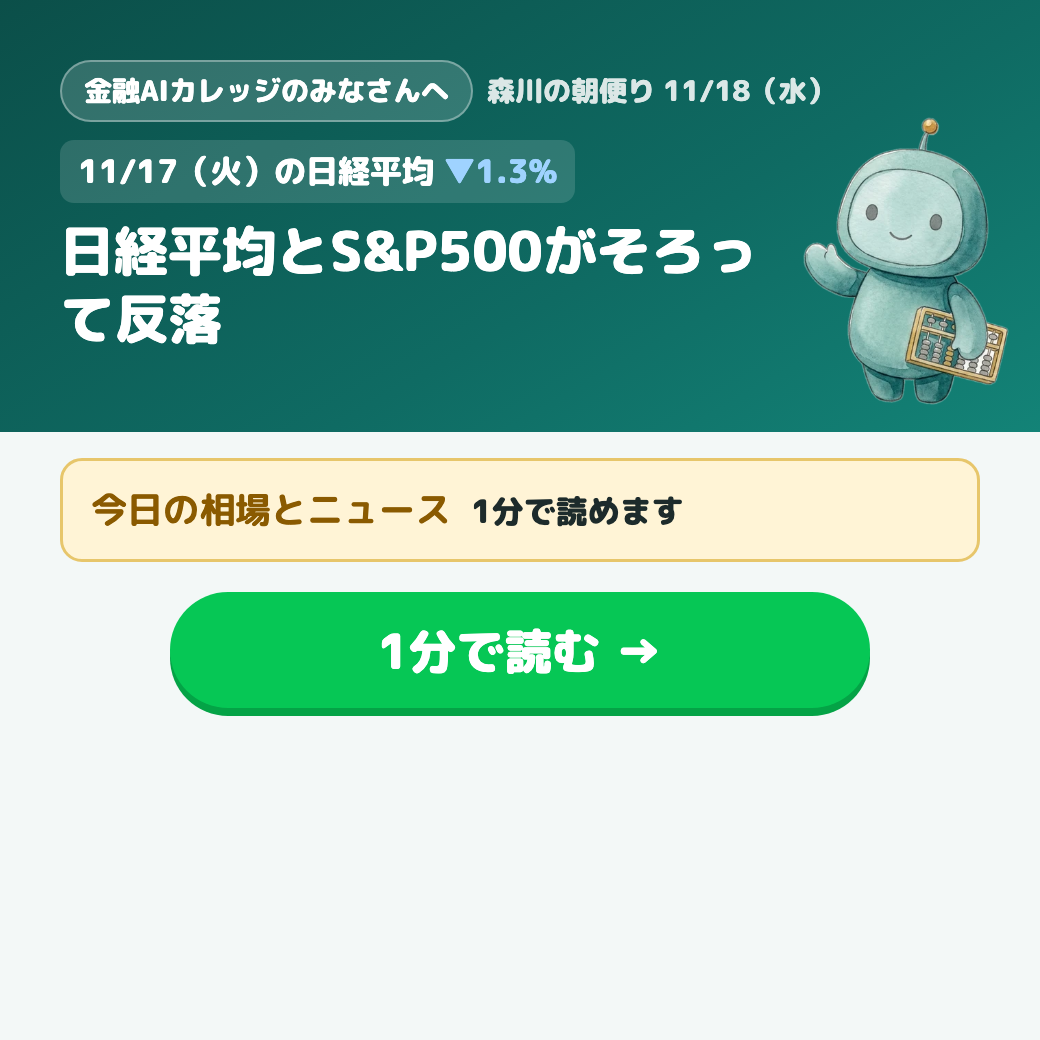 金融AIカレッジのみなさんへ 森川の朝便り 11/18（水）
11/17（火）の日経平均 ▼1.3%
日経平均とS&P500がそろっ
て反落
今日の相場とニュース 1分で読めます
1分で読む →